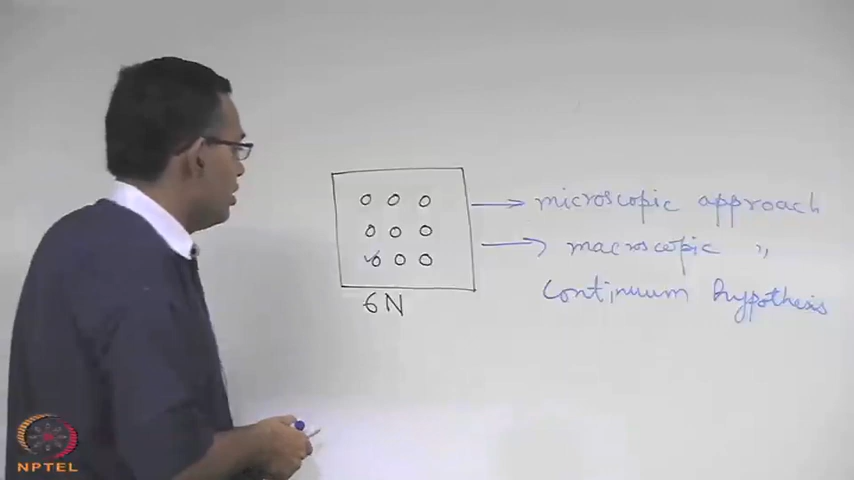 microscopic approach
macroscopic ,,
Continuum hypothesis
6N
NPTEL